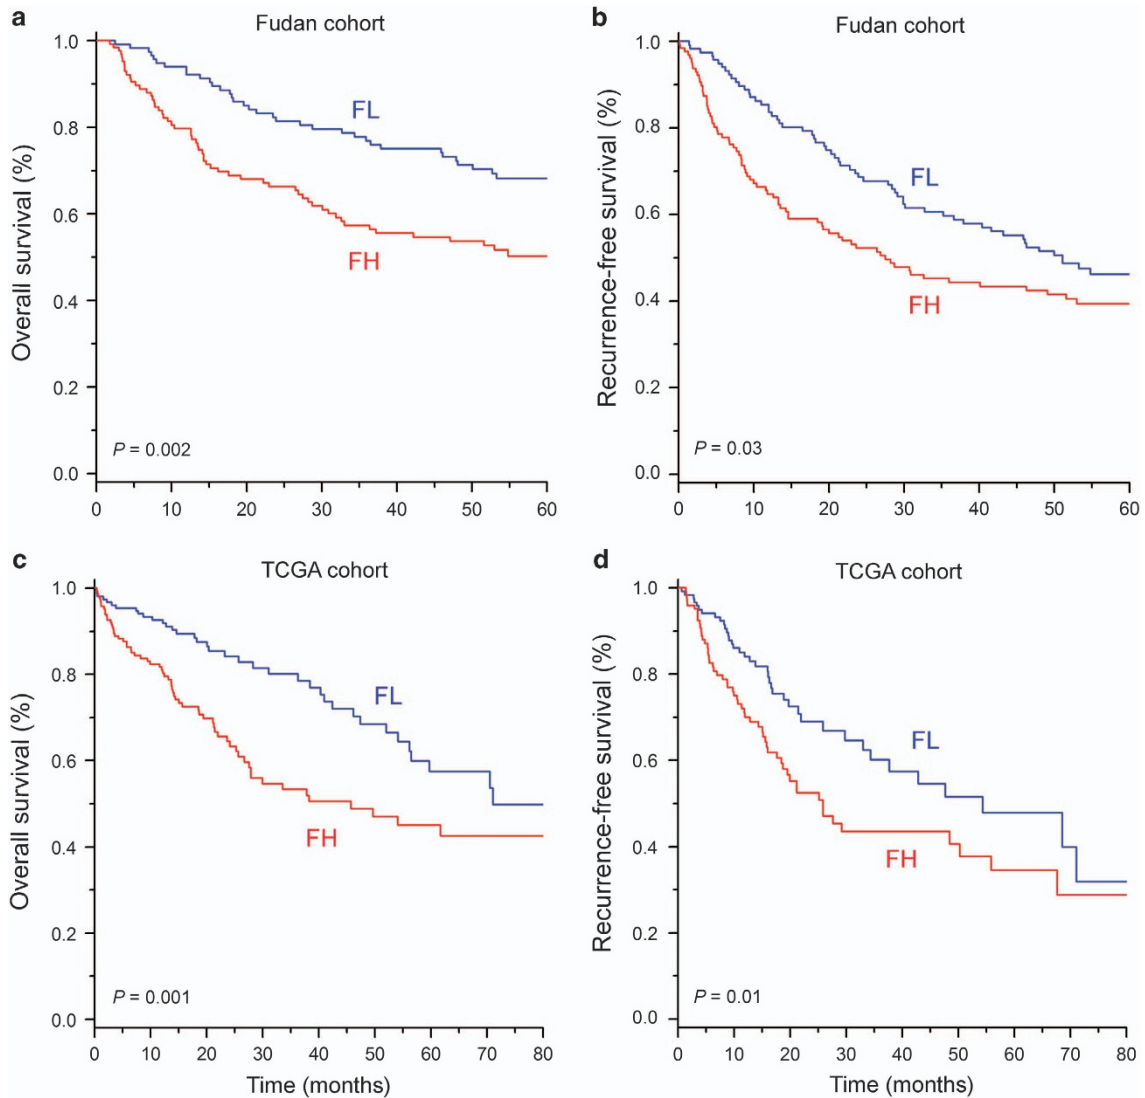 a
Fudan cohort
Overall survival (%)
1.0
0.8
0.6
0.4
0.2
0.0
FL
FH
P = 0.002
0 10 20 30 40 50 60
b
Fudan cohort
Recurrence-free survival (%)
1.0
0.8
0.6
0.4
0.2
0.0
FL
FH
P = 0.03
0 10 20 30 40 50 60
c
TCGA cohort
Overall survival (%)
1.0
0.8
0.6
0.4
0.2
0.0
FL
FH
P = 0.001
0 10 20 30 40 50 60 70 80
Time (months)
d
TCGA cohort
Recurrence-free survival (%)
1.0
0.8
0.6
0.4
0.2
0.0
FL
FH
P = 0.01
0 10 20 30 40 50 60 70 80
Time (months)